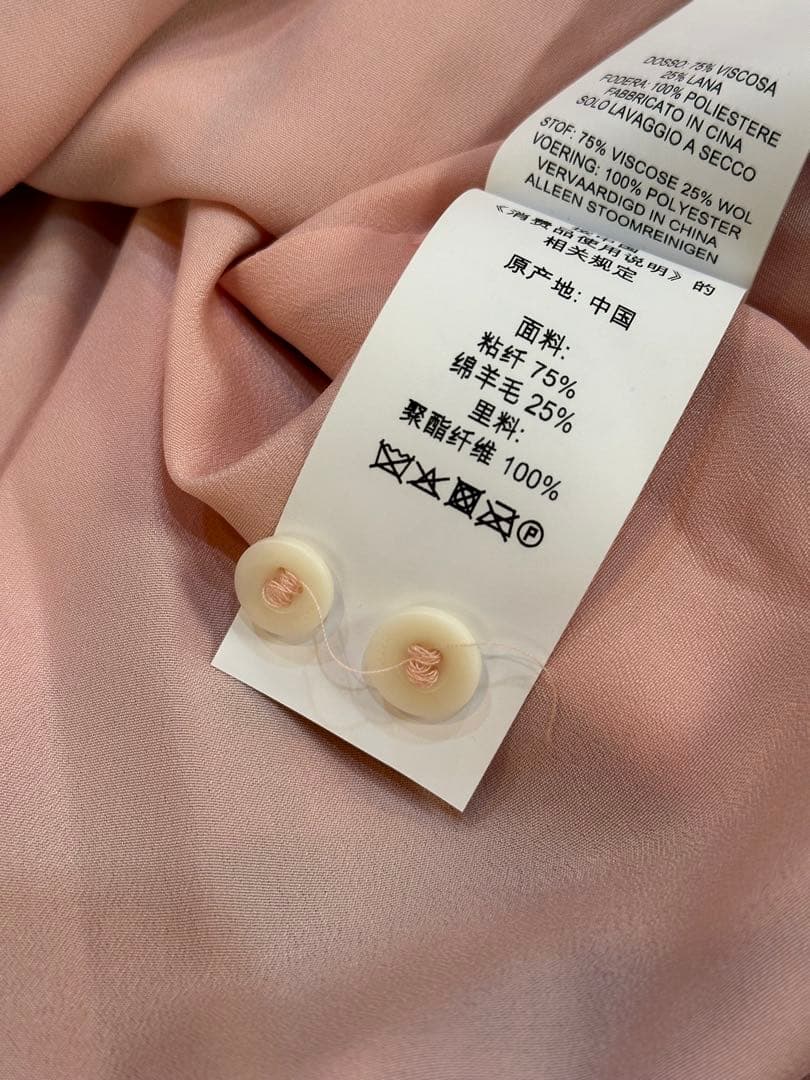 DOSSO: 75% VISCOSA
25% LANA
FODERA: 100% POLIESTERE
FABBRICATO IN CINA
SOLO LAVAGGIO A SECCO
STOF: 75% VISCOSE 25% WOL
VOERING: 100% POLYESTER
VERVAARDIGD IN CHINA
ALLEEN STOOMREINIGEN
《消费品使用说明》的
相关规定
原产地: 中国
面料:
粘纤 75%
绵羊毛 25%
里料:
聚酯纤维 100%
P